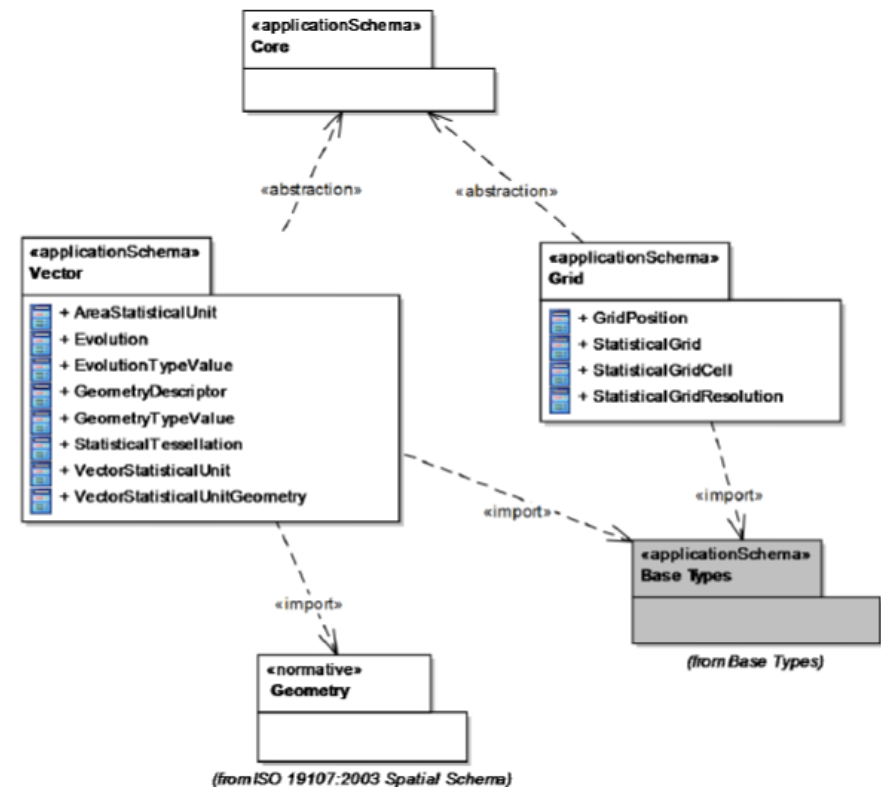 «applicationSchema»
Core
«abstraction»
«abstraction»
«applicationSchema»
Vector
+ AreaStatisticalUnit
+ Evolution
+ EvolutionTypeValue
+ GeometryDescriptor
+ GeometryTypeValue
+ StatisticalTessellation
+ VectorStatisticalUnit
+ VectorStatisticalUnitGeometry
«applicationSchema»
Grid
+ GridPosition
+ StatisticalGrid
+ StatisticalGridCell
+ StatisticalGridResolution
«import»
«import»
«import»
«applicationSchema»
Base Types
(from Base Types)
«normative»
Geometry
(from ISO 19107:2003 Spatial Schema)